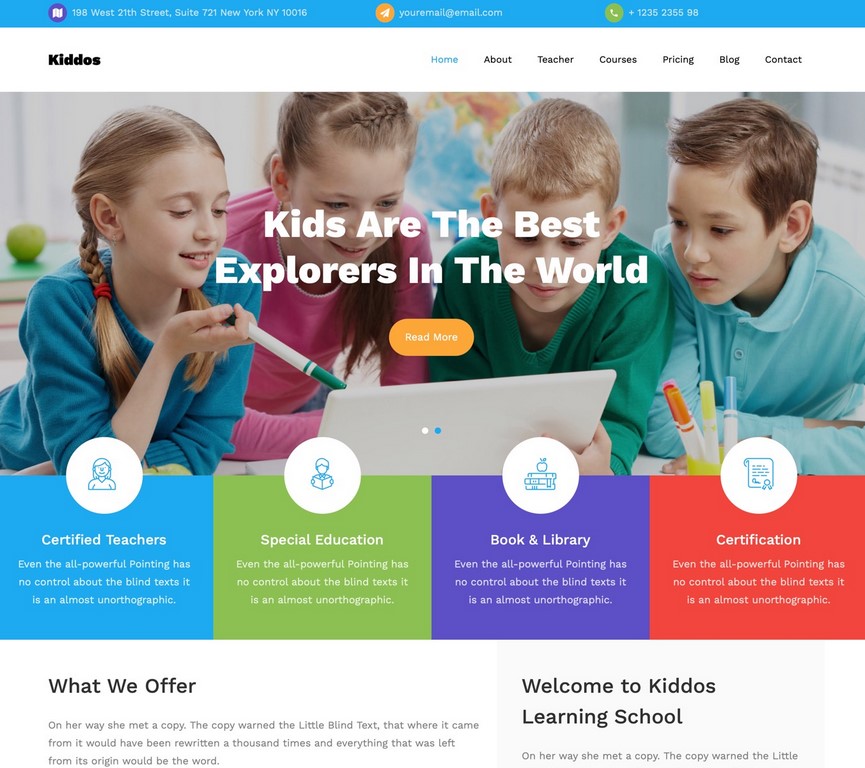 198 West 21th Street, Suite 721 New York NY 10016
youremail@email.com
+ 1235 2355 98
Kiddos
Home
About
Teacher
Courses
Pricing
Blog
Contact
Kids Are The Best
Explorers In The World
Read More
Certified Teachers
Even the all-powerful Pointing has
no control about the blind texts it
is an almost unorthographic.
Special Education
Even the all-powerful Pointing has
no control about the blind texts it
is an almost unorthographic.
Book & Library
Even the all-powerful Pointing has
no control about the blind texts it
is an almost unorthographic.
Certification
Even the all-powerful Pointing has
no control about the blind texts it
is an almost unorthographic.
What We Offer
On her way she met a copy. The copy warned the Little Blind Text, that where it came
from it would have been rewritten a thousand times and everything that was left
from its origin would be the word.
Welcome to Kiddos
Learning School
On her way she met a copy. The copy warned the Little